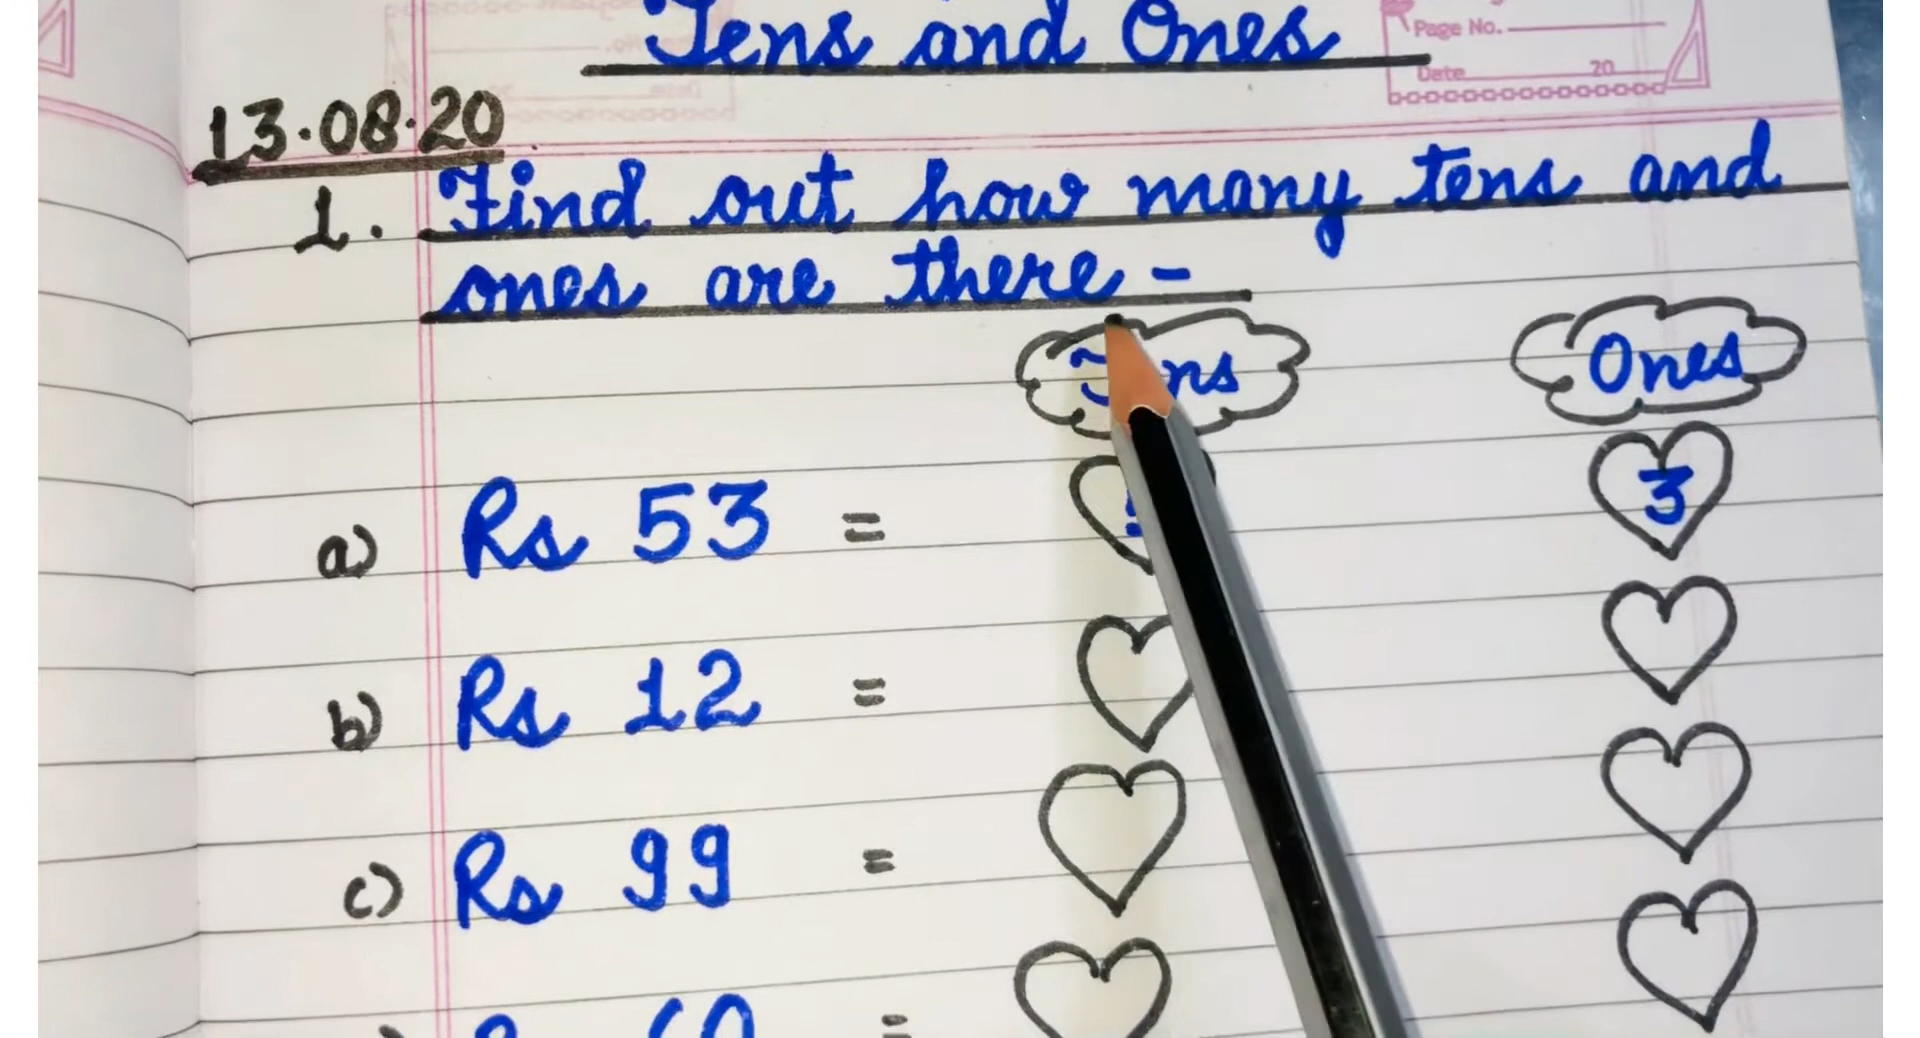 Tens and Ones
Page No.
Date 20
13.08.20
1. Find out how many tens and
ones are there -
Ones
a) Rs 53 = 3
b) Rs 12 =
c) Rs 99 =